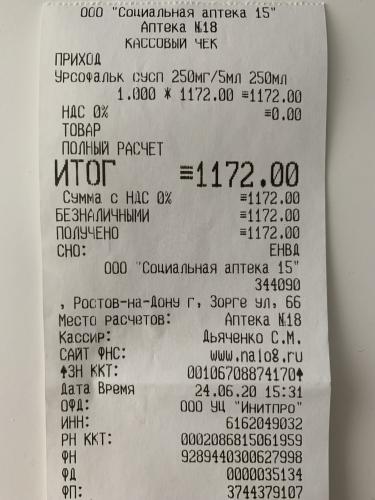 ООО "Социальная аптека 15"
Аптека №18
КАССОВЫЙ ЧЕК
ПРИХОД
Урсофальк сусп 250мг/5мл 250мл
1.000 * 1172.00 =1172.00
НДС 0% =0.00
ТОВАР
ПОЛНЫЙ РАСЧЕТ
ИТОГ =1172.00
Сумма с НДС 0% =1172.00
БЕЗНАЛИЧНЫМИ =1172.00
ПОЛУЧЕНО =1172.00
СНО: ЕНВД
ООО "Социальная аптека 15"
344090
, Ростов-на-Дону г, Зорге ул, 66
Место расчетов: Аптека №18
Кассир: Дьяченко С.М.
САЙТ ФНС: www.nalog.ru
↑ЗН ККТ: 00106708874170↑
Дата Время 24.06.20 15:31
ОФД: ООО УЦ "ИНИТПРО"
ИНН: 6162049032
РН ККТ: 0002086815061959
ФН 9289440300627998
ФД 0000035134
ФП: 3744379107